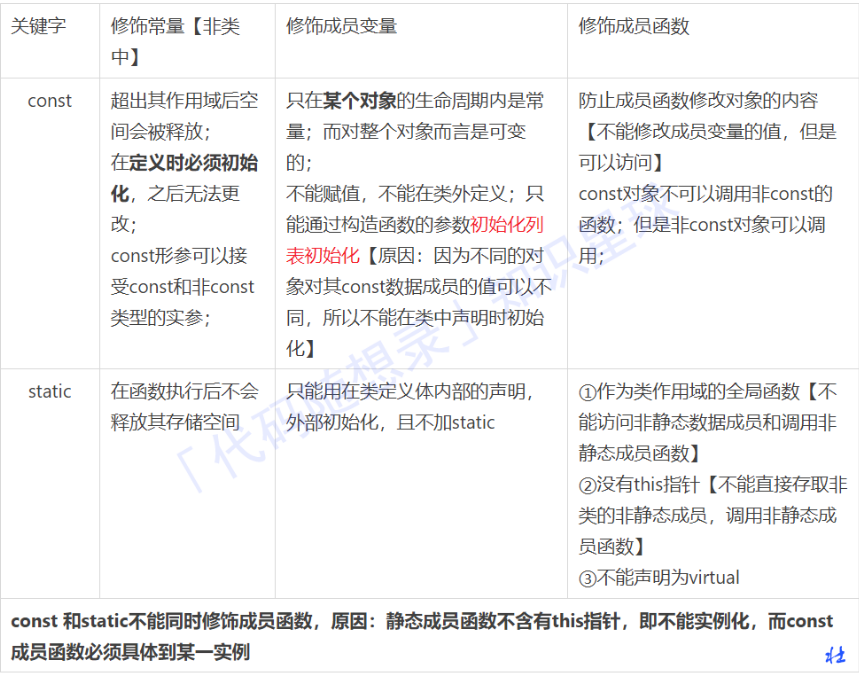 关键字
修饰常量【非类
中】
修饰成员变量
修饰成员函数
const
超出其作用域后空
间会被释放；
在定义时必须初始
化，之后无法更
改；
const形参可以接
受const和非const
类型的实参；
只在某个对象的生命周期内是常
量；而对整个对象而言是可变
的；
不能赋值，不能在类外定义；只
能通过构造函数的参数初始化列
表初始化【原因：因为不同的对
象对其const数据成员的值可以不
同，所以不能在类中声明时初始
化】
防止成员函数修改对象的内容
【不能修改成员变量的值，但是
可以访问】
const对象不可以调用非const的
函数；但是非const对象可以调
用；
static
在函数执行后不会
释放其存储空间
只能用在类定义体内部的声明，
外部初始化，且不加static
①作为类作用域的全局函数【不
能访问非静态数据成员和调用非
静态成员函数】
②没有this指针【不能直接存取非
类的非静态成员，调用非静态成
员函数】
③不能声明为virtual
const 和static不能同时修饰成员函数，原因：静态成员函数不含有this指针，即不能实例化，而const
成员函数必须具体到某一实例
「代码随想录」知识星球